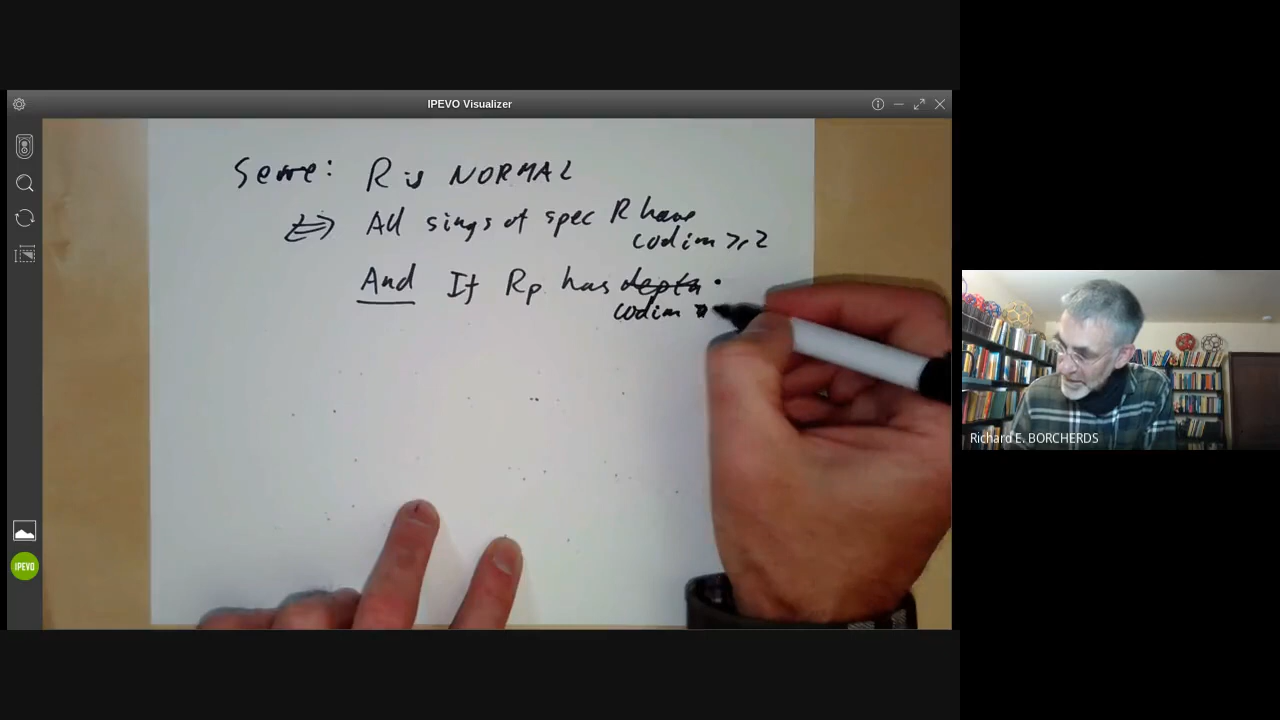 IPEVO Visualizer
Serre: R is NORMAL
⇔ All sings of spec R have
codim ≥ 2
And If Rp has depth
codim
IPEVO
Richard E. BORCHERDS